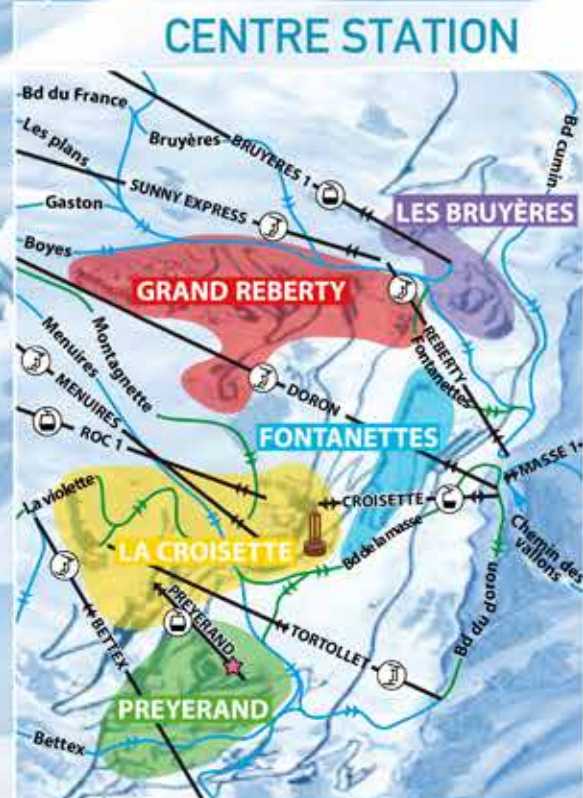 CENTRE STATION
Bd du France
Les plans
Bruyères
BRUYÈRES 1
Bd cumin
SUNNY EXPRESS
Gaston
LES BRUYÈRES
Boyes
GRAND REBERTY
REBERTY
Fontanettes
Menuires
Montagnette
DORON
MENUIRES
ROC 1
FONTANETTES
MASSE 1
La violette
CROISETTE
LA CROISETTE
Bd de la masse
Chemin des
vallons
PREYERAND
TORTOLLET
Bd du doron
BETTEX
PREYERAND
Bettex